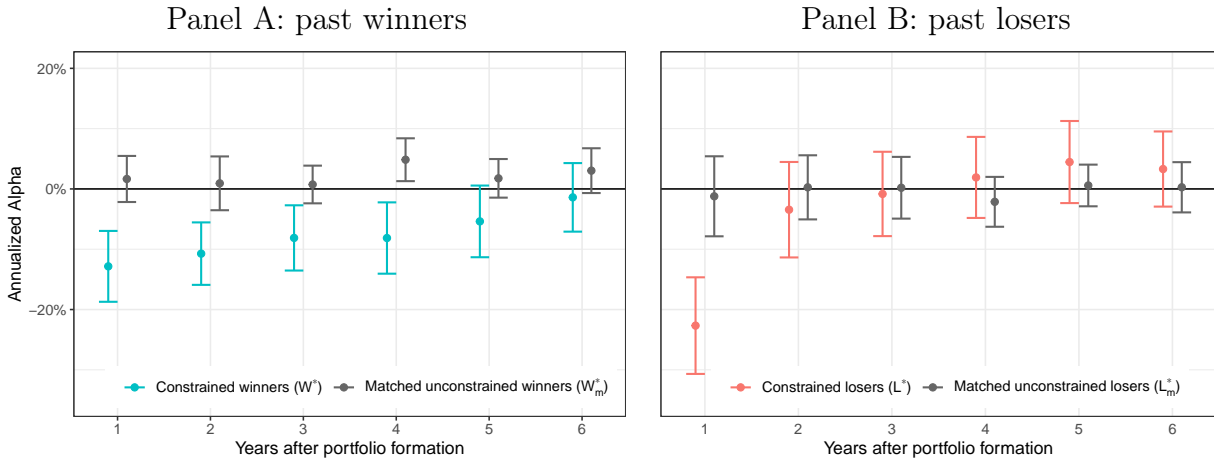 Panel A: past winners
Panel B: past losers
Annualized Alpha
20%
0%
−20%
Constrained winners (W*)
Matched unconstrained winners (W*m)
Constrained losers (L*)
Matched unconstrained losers (L*m)
1 2 3 4 5 6
1 2 3 4 5 6
Years after portfolio formation
Years after portfolio formation